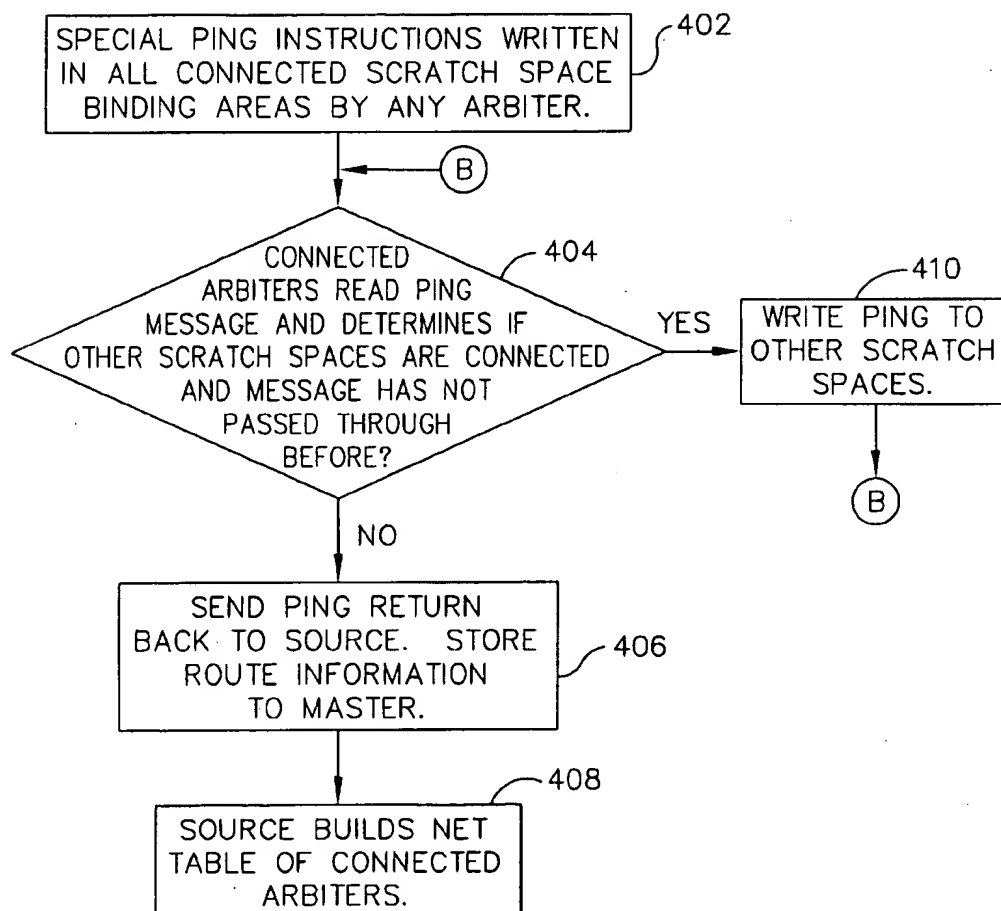 SPECIAL PING INSTRUCTIONS WRITTEN
IN ALL CONNECTED SCRATCH SPACE
BINDING AREAS BY ANY ARBITER.
402
B
CONNECTED
ARBITERS READ PING
MESSAGE AND DETERMINES IF
OTHER SCRATCH SPACES ARE CONNECTED
AND MESSAGE HAS NOT
PASSED THROUGH
BEFORE?
404
YES
410
WRITE PING TO
OTHER SCRATCH
SPACES.
B
NO
SEND PING RETURN
BACK TO SOURCE. STORE
ROUTE INFORMATION
TO MASTER.
406
408
SOURCE BUILDS NET
TABLE OF CONNECTED
ARBITERS.